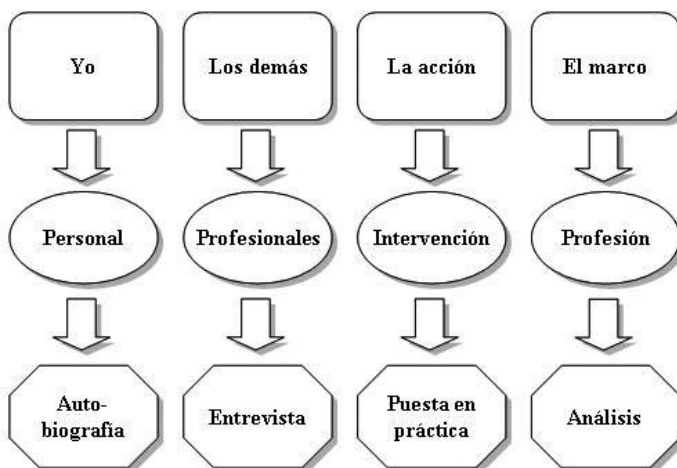 Yo
Los demás
La acción
El marco
Personal
Profesionales
Intervención
Profesión
Auto-
biografía
Entrevista
Puesta en
práctica
Análisis